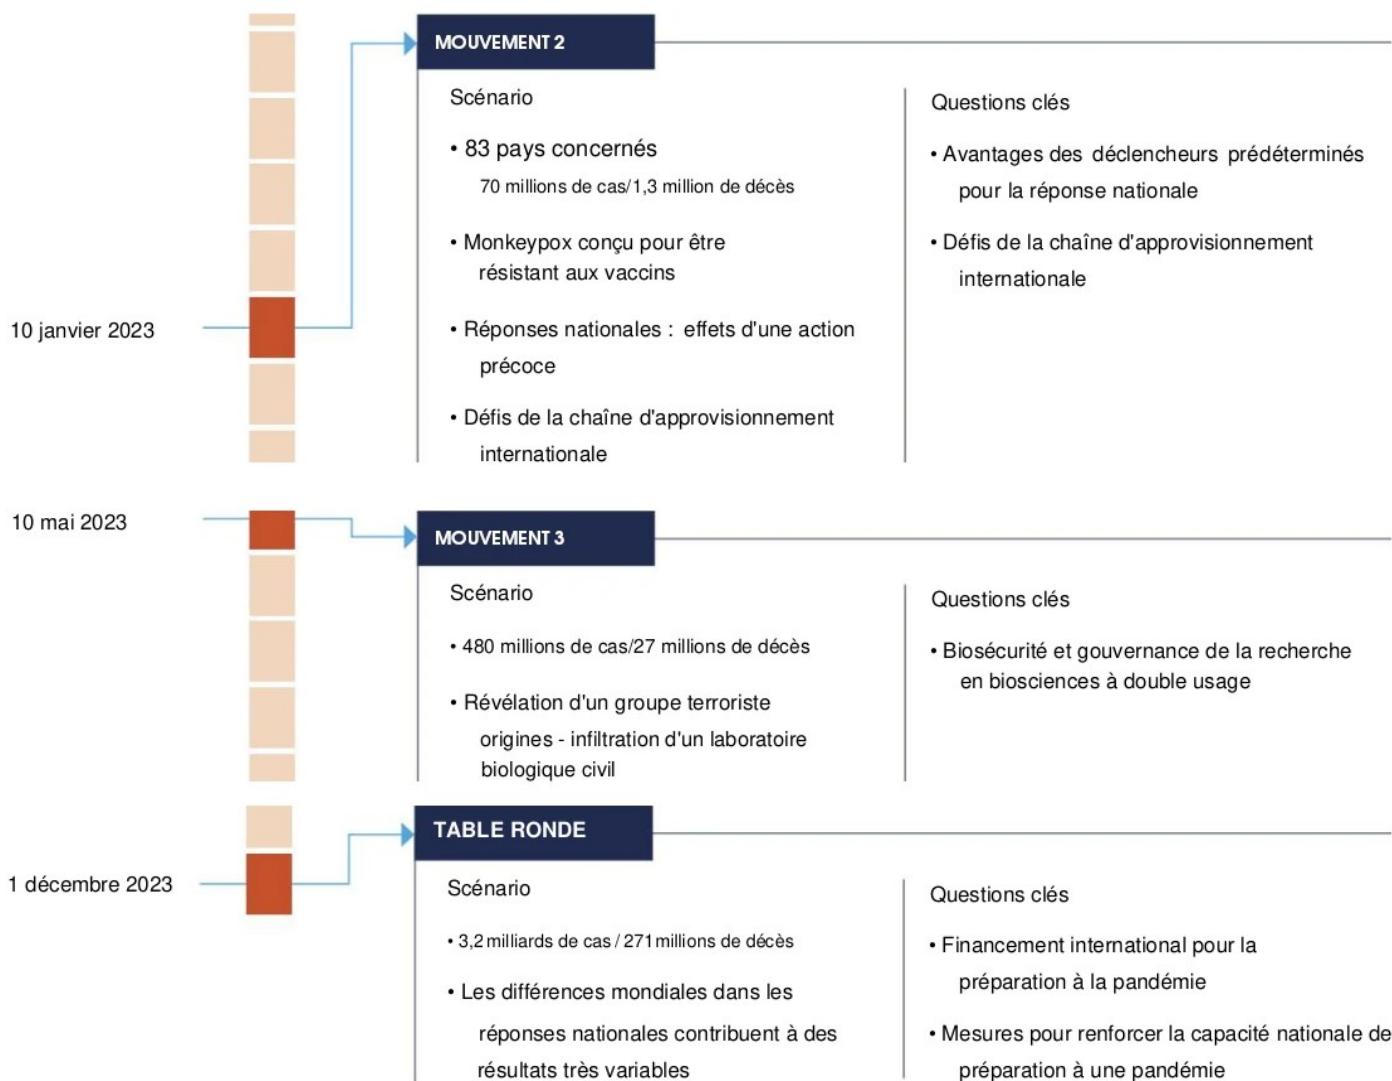 MOUVEMENT 2
Scénario
• 83 pays concernés
70 millions de cas/1,3 million de décès
• Monkeypox conçu pour être
résistant aux vaccins
• Réponses nationales : effets d'une action
précoce
• Défis de la chaîne d'approvisionnement
internationale
Questions clés
• Avantages des déclencheurs prédéterminés
pour la réponse nationale
• Défis de la chaîne d'approvisionnement
internationale
10 janvier 2023
10 mai 2023
MOUVEMENT 3
Scénario
• 480 millions de cas/27 millions de décès
• Révélation d'un groupe terroriste
origines - infiltration d'un laboratoire
biologique civil
Questions clés
• Biosécurité et gouvernance de la recherche
en biosciences à double usage
1 décembre 2023
TABLE RONDE
Scénario
• 3,2 milliards de cas / 271 millions de décès
• Les différences mondiales dans les
réponses nationales contribuent à des
résultats très variables
Questions clés
• Financement international pour la
préparation à la pandémie
• Mesures pour renforcer la capacité nationale de
préparation à une pandémie